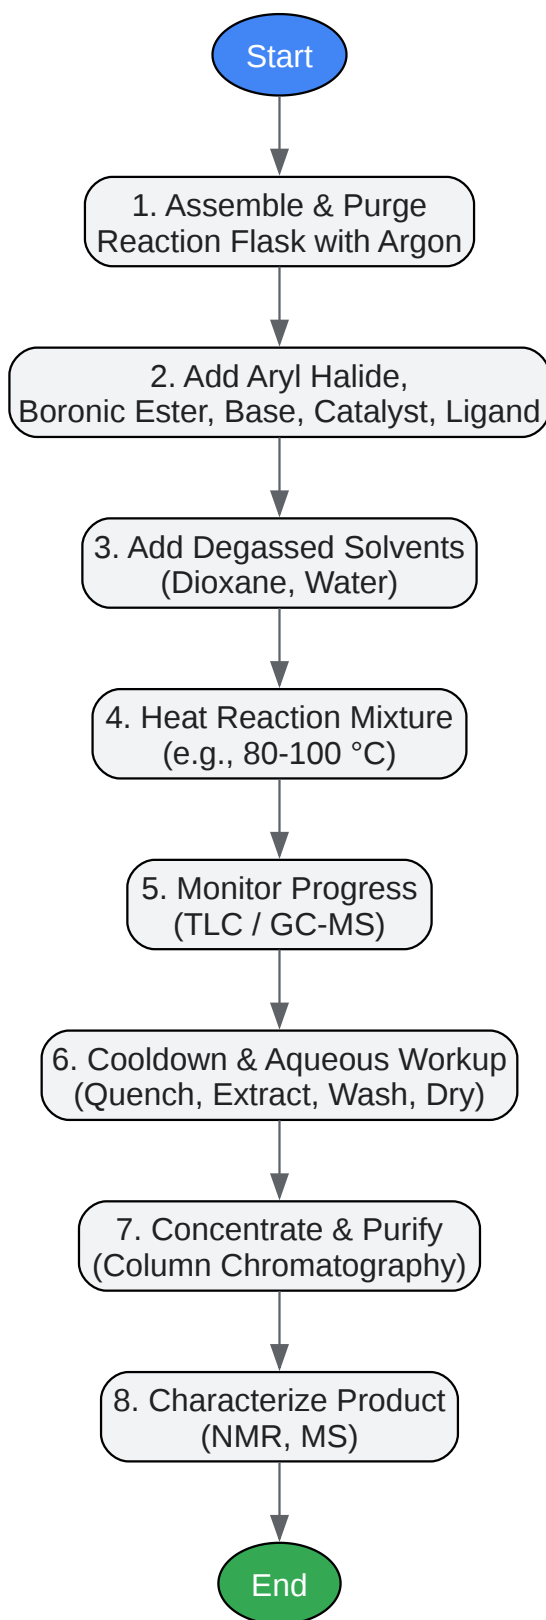 Start
1. Assemble & Purge
Reaction Flask with Argon
2. Add Aryl Halide,
Boronic Ester, Base, Catalyst, Ligand
3. Add Degassed Solvents
(Dioxane, Water)
4. Heat Reaction Mixture
(e.g., 80-100 °C)
5. Monitor Progress
(TLC / GC-MS)
6. Cooldown & Aqueous Workup
(Quench, Extract, Wash, Dry)
7. Concentrate & Purify
(Column Chromatography)
8. Characterize Product
(NMR, MS)
End